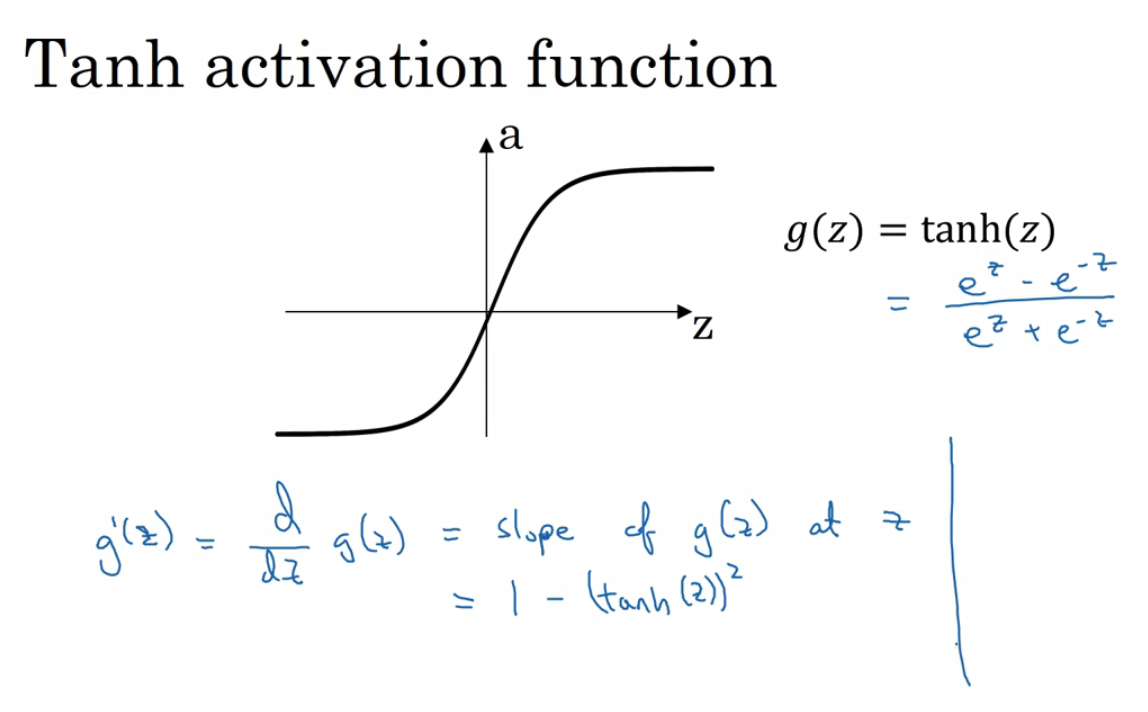 Tanh activation function
a
g(z) = tanh(z)
= (e^z - e^-z) / (e^z + e^-z)
z
g'(z) = d/dz g(z) = slope of g(z) at z
= 1 - (tanh(z))^2